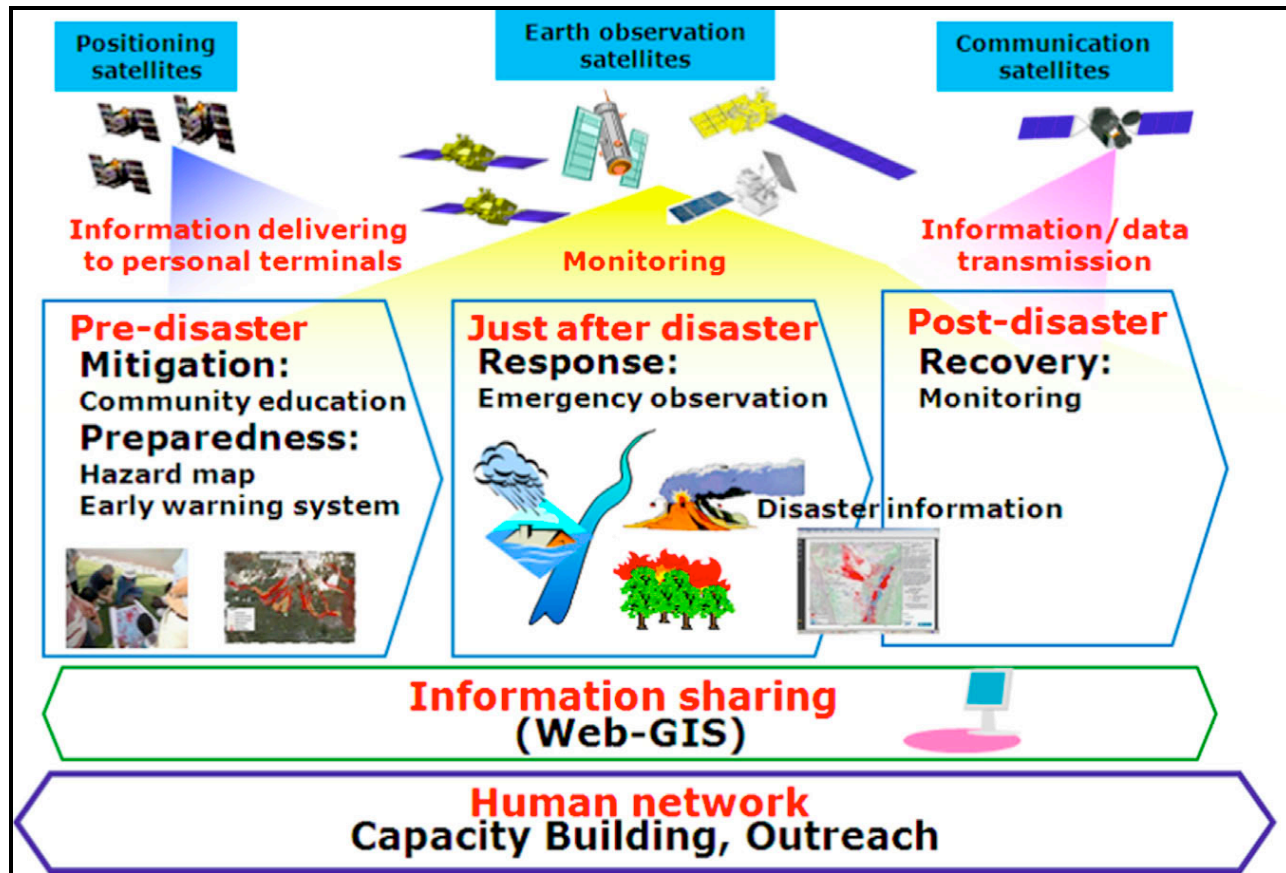 Positioning
satellites
Earth observation
satellites
Communication
satellites
Information delivering
to personal terminals
Monitoring
Information/data
transmission
Pre-disaster
Mitigation:
Community education
Preparedness:
Hazard map
Early warning system
Just after disaster
Response:
Emergency observation
Disaster information
Post-disaster
Recovery:
Monitoring
Information sharing
(Web-GIS)
Human network
Capacity Building, Outreach